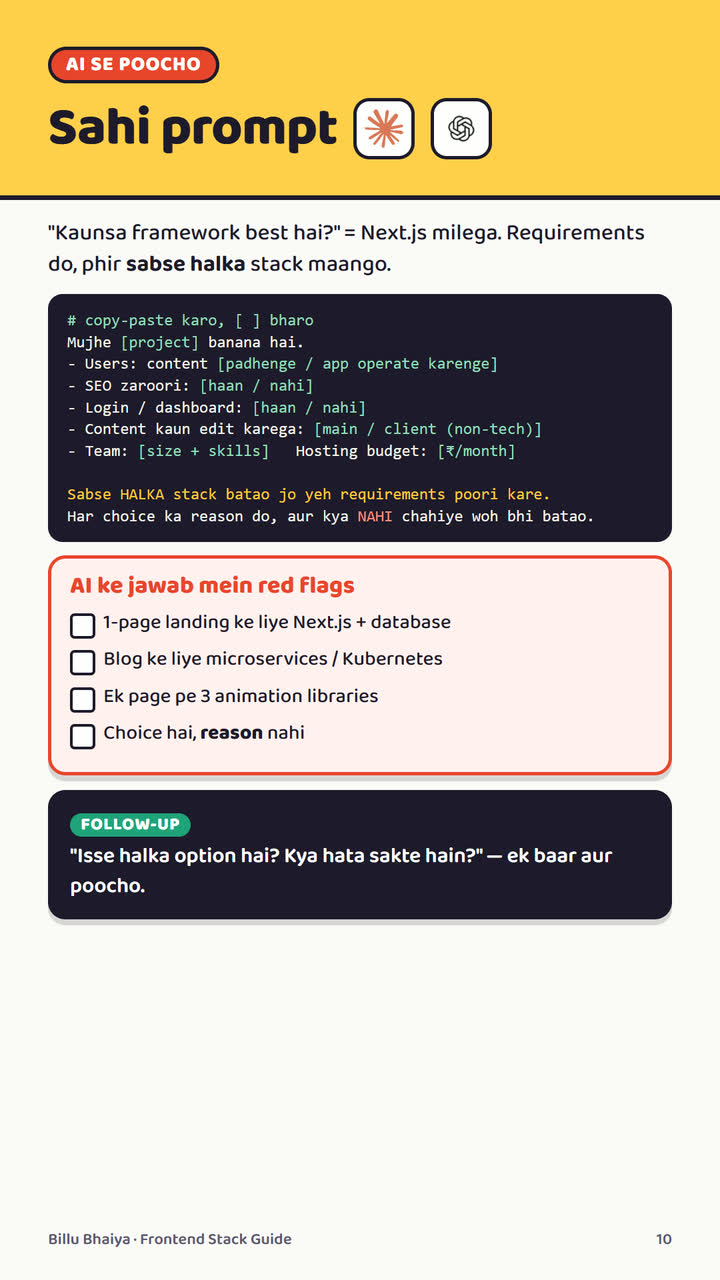 AI SE POOCHO
Sahi prompt
"Kaunsa framework best hai?" = Next.js milega. Requirements
do, phir sabse halka stack maango.
# copy-paste karo, [ ] bharo
Mujhe [project] banana hai.
- Users: content [padhenge / app operate karenge]
- SEO zaroori: [haan / nahi]
- Login / dashboard: [haan / nahi]
- Content kaun edit karega: [main / client (non-tech)]
- Team: [size + skills]   Hosting budget: [₹/month]
Sabse HALKA stack batao jo yeh requirements poori kare.
Har choice ka reason do, aur kya NAHI chahiye woh bhi batao.
AI ke jawab mein red flags
1-page landing ke liye Next.js + database
Blog ke liye microservices / Kubernetes
Ek page pe 3 animation libraries
Choice hai, reason nahi
FOLLOW-UP
"Isse halka option hai? Kya hata sakte hain?" — ek baar aur
poocho.
Billu Bhaiya · Frontend Stack Guide
10